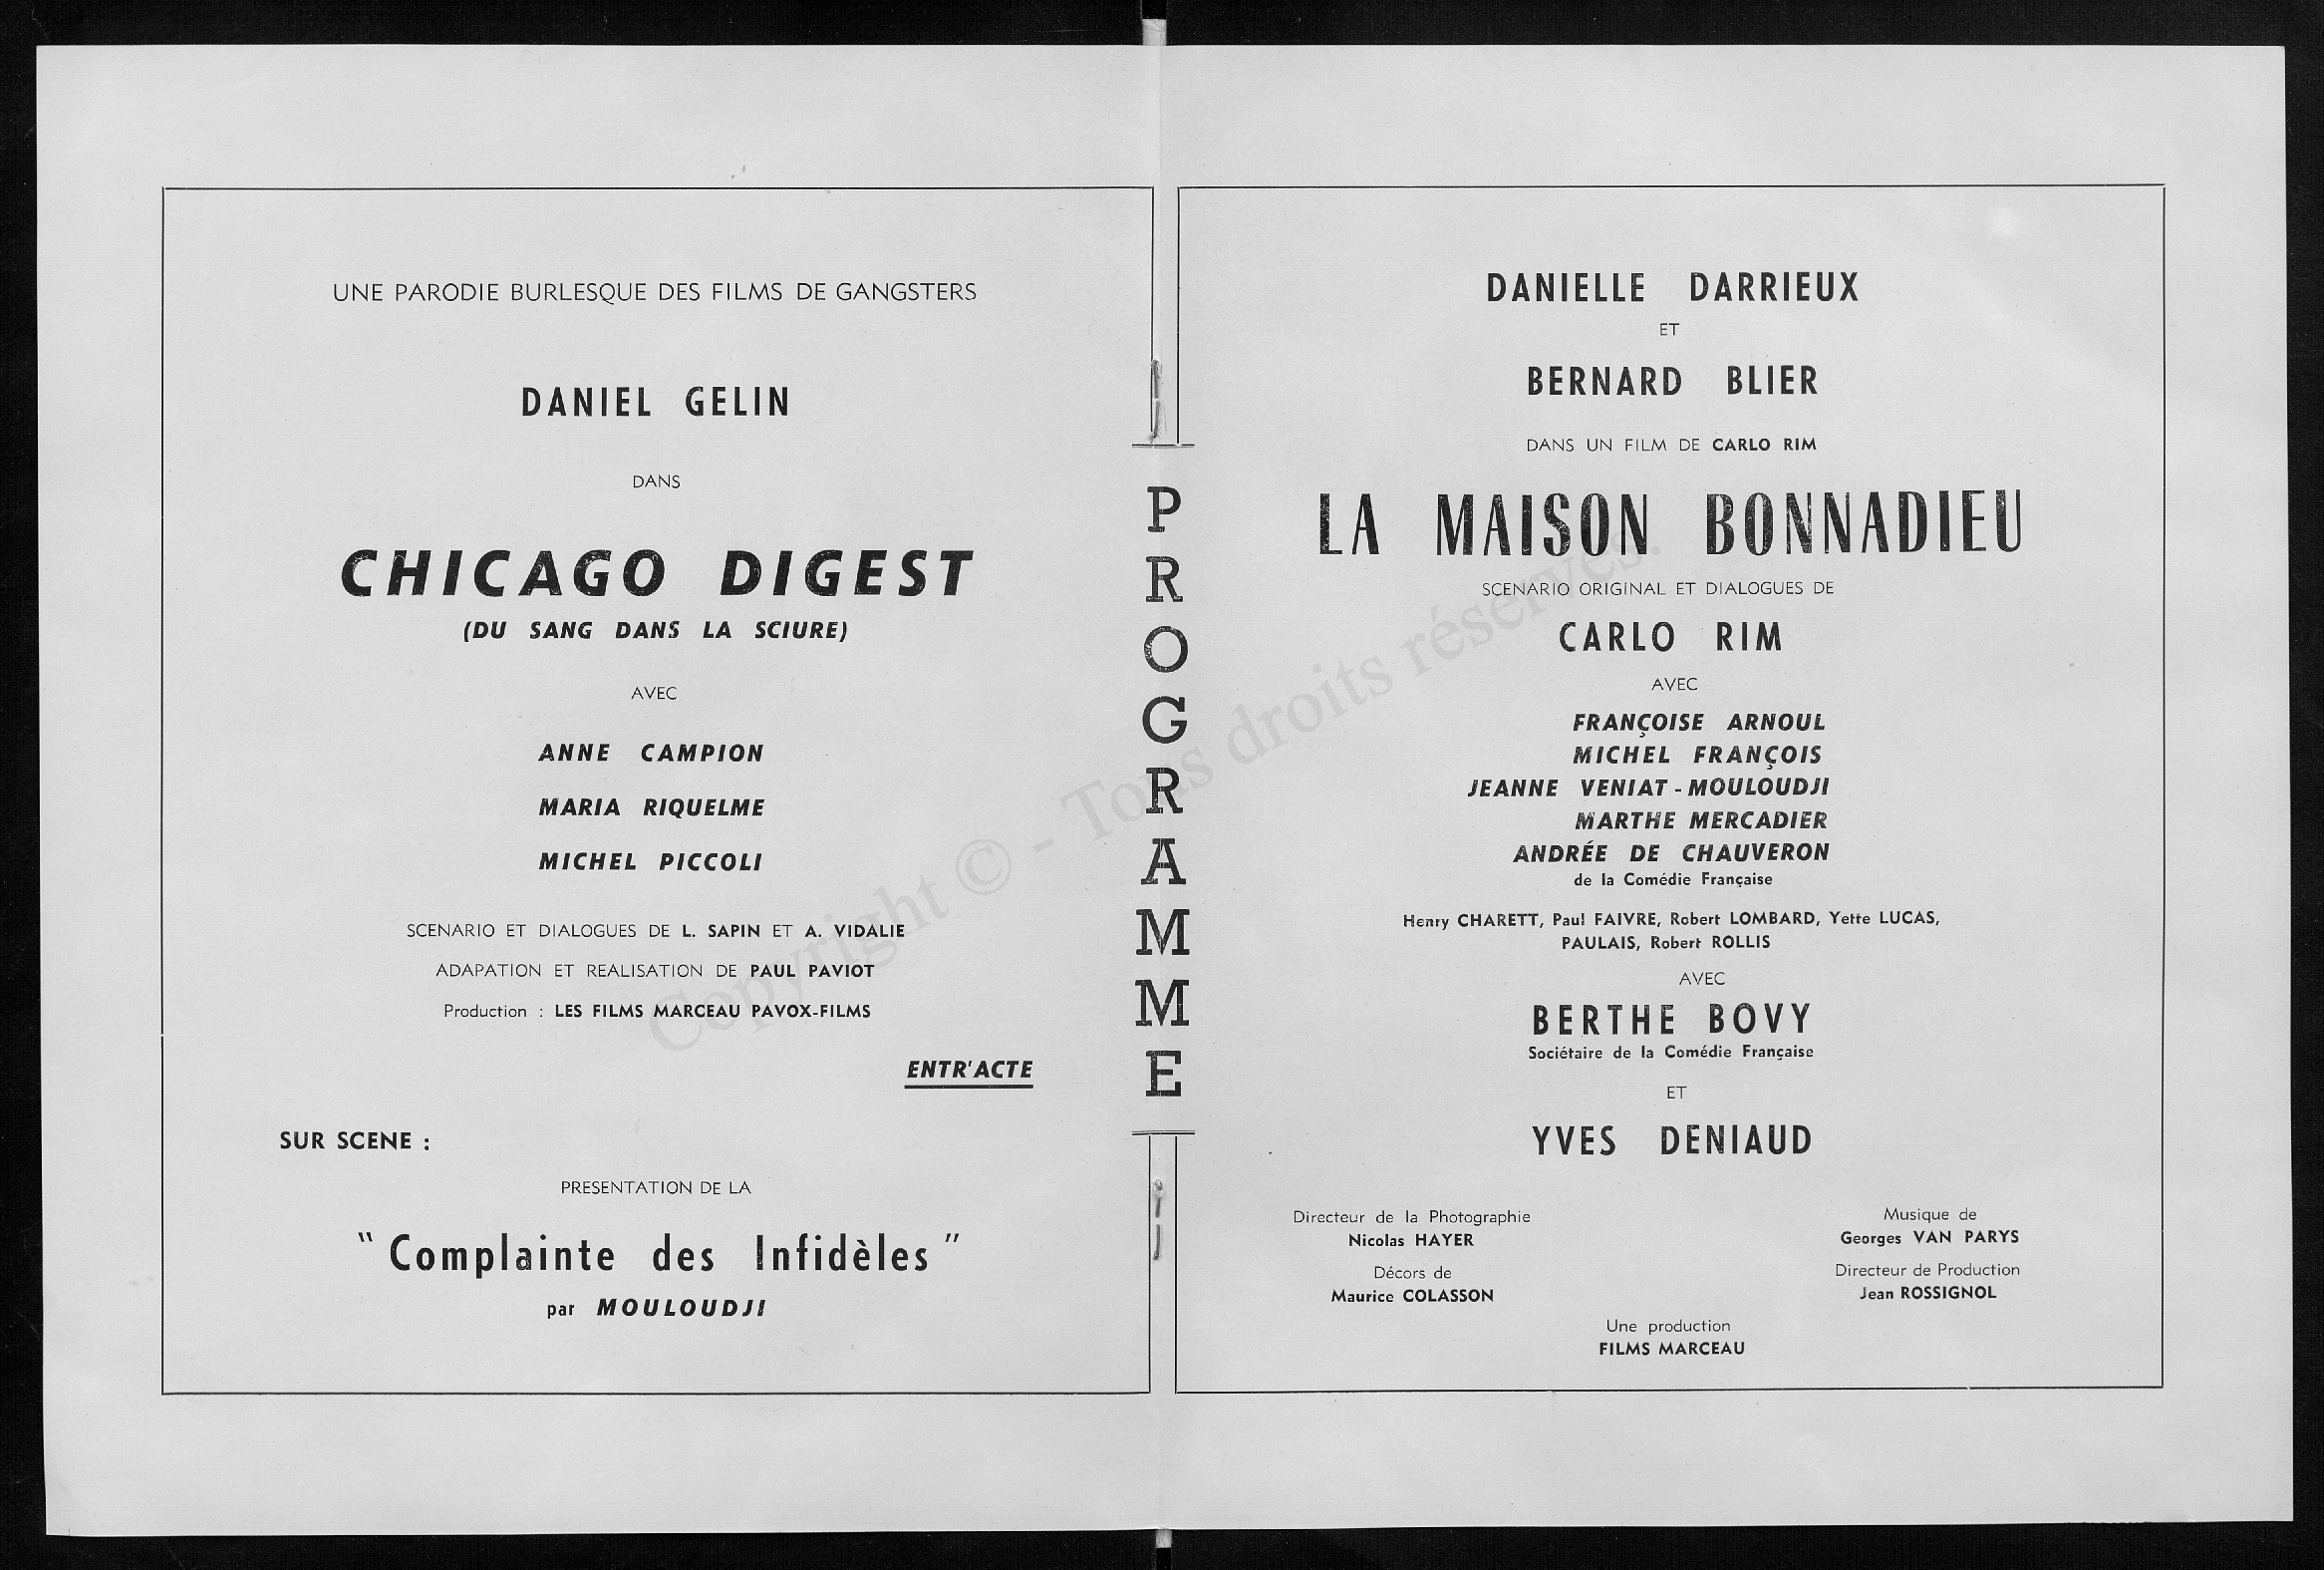 UNE PARODIE BURLESQUE DES FILMS DE GANGSTERS
DANIEL GELIN
DANS
CHICAGO DIGEST
(DU SANG DANS LA SCIURE)
AVEC
ANNE CAMPION
MARIA RIQUELME
MICHEL PICCOLI
SCENARIO ET DIALOGUES DE L. SAPIN ET A. VIDALIE
ADAPATION ET REALISATION DE PAUL PAVIOT
Production : LES FILMS MARCEAU PAVOX-FILMS
ENTR'ACTE
SUR SCENE :
PRESENTATION DE LA
" Complainte des Infidèles "
par MOULOUDJI
PROGRAMME
DANIELLE DARRIEUX
ET
BERNARD BLIER
DANS UN FILM DE CARLO RIM
LA MAISON BONNADIEU
SCENARIO ORIGINAL ET DIALOGUES DE
CARLO RIM
AVEC
FRANÇOISE ARNOUL
MICHEL FRANÇOIS
JEANNE VENIAT - MOULOUDJI
MARTHE MERCADIER
ANDRÉE DE CHAUVERON
de la Comédie Française
Henry CHARETT, Paul FAIVRE, Robert LOMBARD, Yette LUCAS,
PAULAIS, Robert ROLLIS
AVEC
BERTHE BOVY
Sociétaire de la Comédie Française
ET
YVES DENIAUD
Directeur de la Photographie
Nicolas HAYER
Décors de
Maurice COLASSON
Musique de
Georges VAN PARYS
Directeur de Production
Jean ROSSIGNOL
Une production
FILMS MARCEAU
Copyright © - Tous droits réservés.